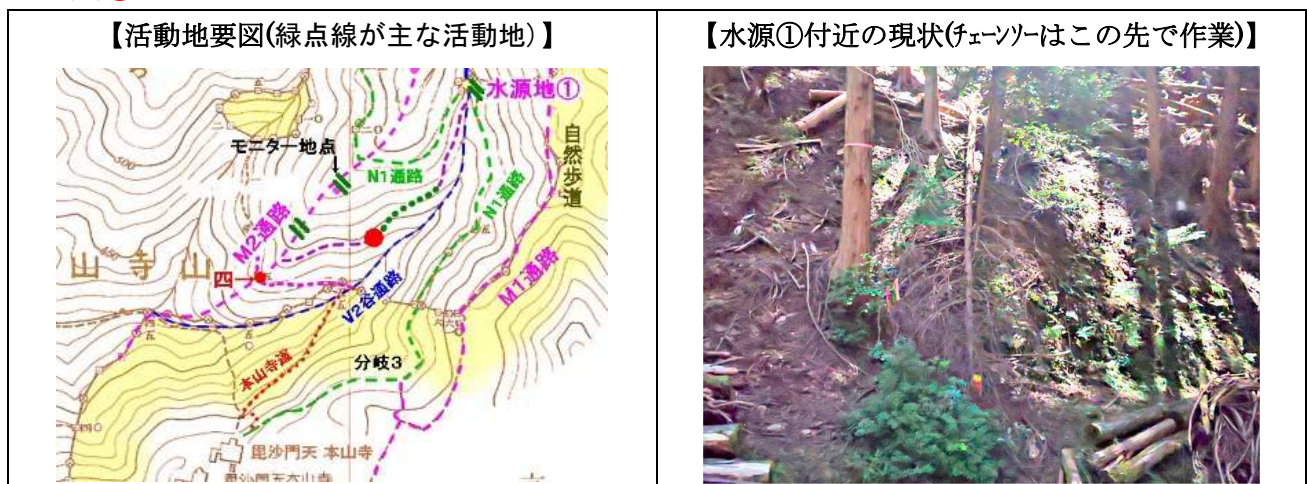 【活動地要図(緑点線が主な活動地)】
【水源①付近の現状(チェーンソーはこの先で作業)】
水源地①
モニター地点
自然歩道
N1通路
N1通路
M2通路
山寺山
四一
V2谷通路
M1通路
本山寺道
分岐3
毘沙門天 本山寺
500